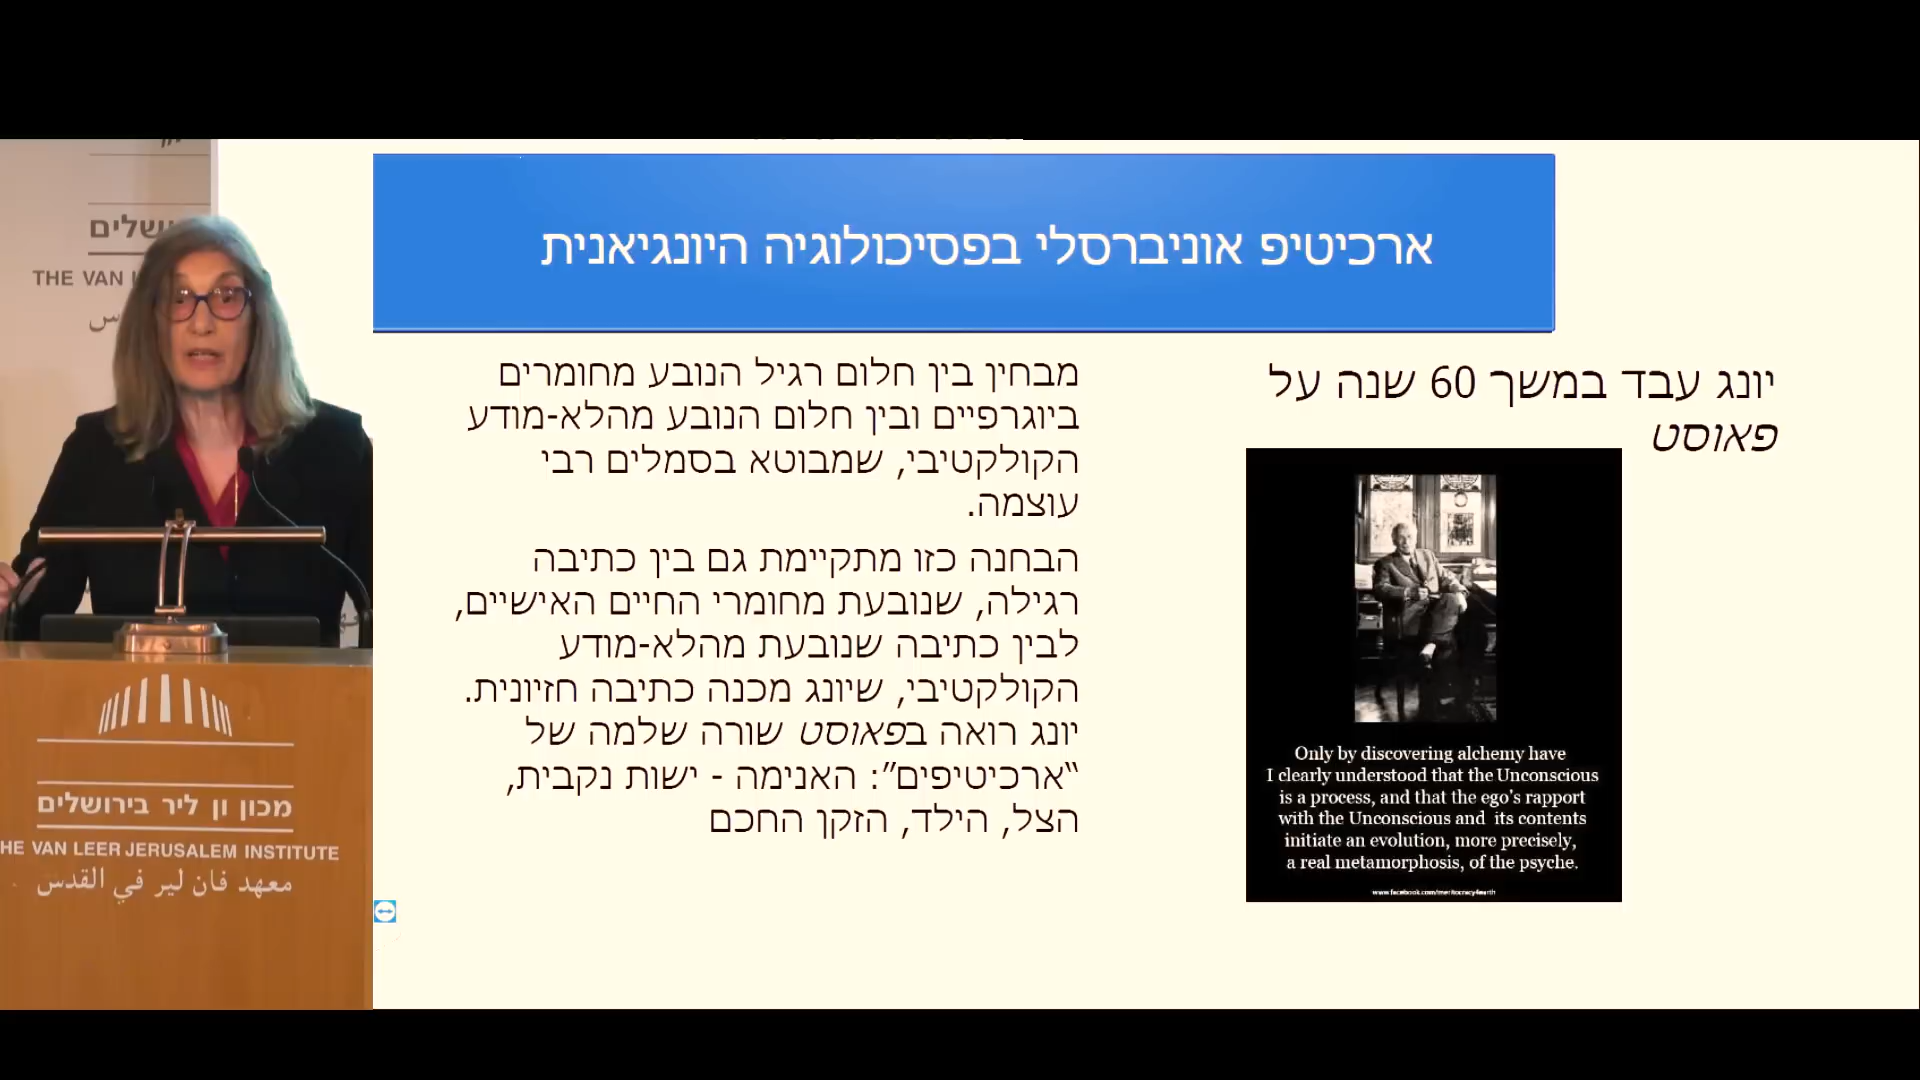 ארכיטיפ אוניברסלי בפסיכולוגיה היונגיאנית
יונג עבד במשך 60 שנה על
פאוסט
Only by discovering alchemy have
I clearly understood that the Unconscious
is a process, and that the ego's rapport
with the Unconscious and its contents
initiate an evolution, more precisely,
a real metamorphosis, of the psyche.
www.facebook.com/meritocracy4earth
מבחין בין חלום רגיל הנובע מחומרים
ביוגרפיים ובין חלום הנובע מהלא-מודע
הקולקטיבי, שמבוטא בסמלים רבי
עוצמה.
הבחנה כזו מתקיימת גם בין כתיבה
רגילה, שנובעת מחומרי החיים האישיים,
לבין כתיבה שנובעת מהלא-מודע
הקולקטיבי, שיונג מכנה כתיבה חזיונית.
יונג רואה בפאוסט שורה שלמה של
“ארכיטיפים”: האנימה - ישות נקבית,
הצל, הילד, הזקן החכם
THE VAN
מכון ון ליר בירושלים
HE VAN LEER JERUSALEM INSTITUTE
معهد فان لير في القدس